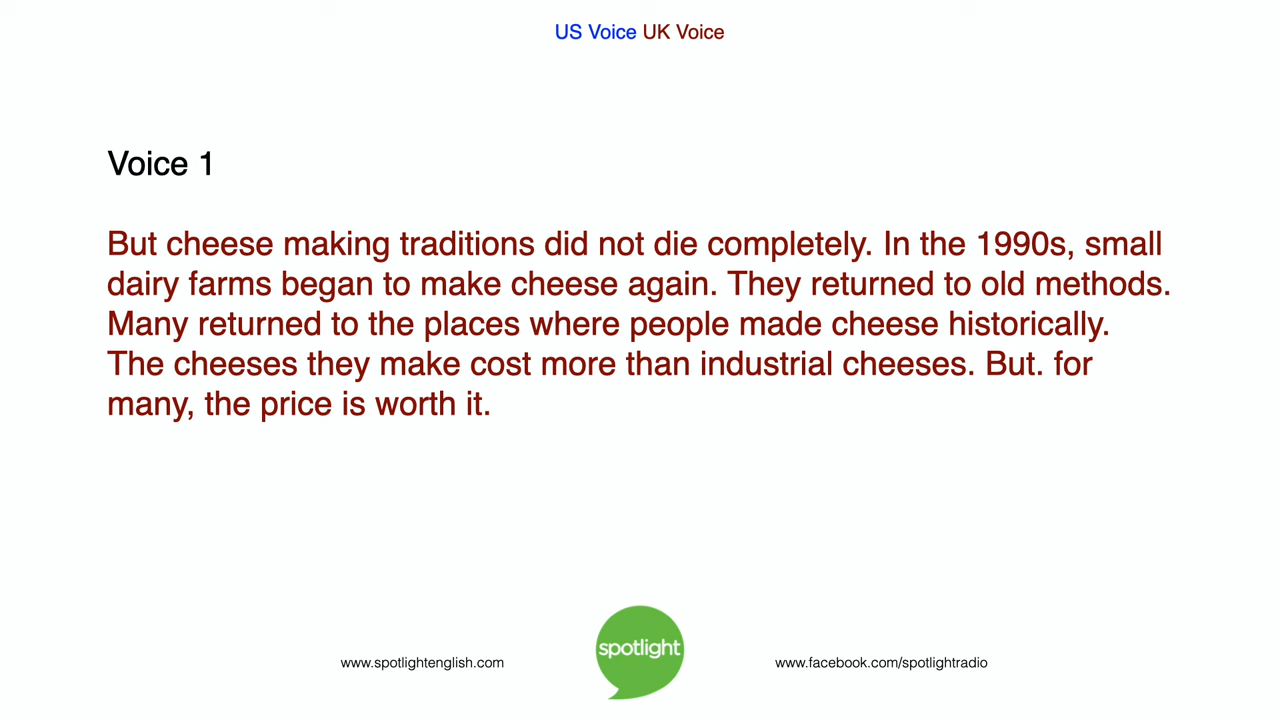 US Voice UK Voice
Voice 1
But cheese making traditions did not die completely. In the 1990s, small
dairy farms began to make cheese again. They returned to old methods.
Many returned to the places where people made cheese historically.
The cheeses they make cost more than industrial cheeses. But. for
many, the price is worth it.
www.spotlightenglish.com
spotlight
www.facebook.com/spotlightradio